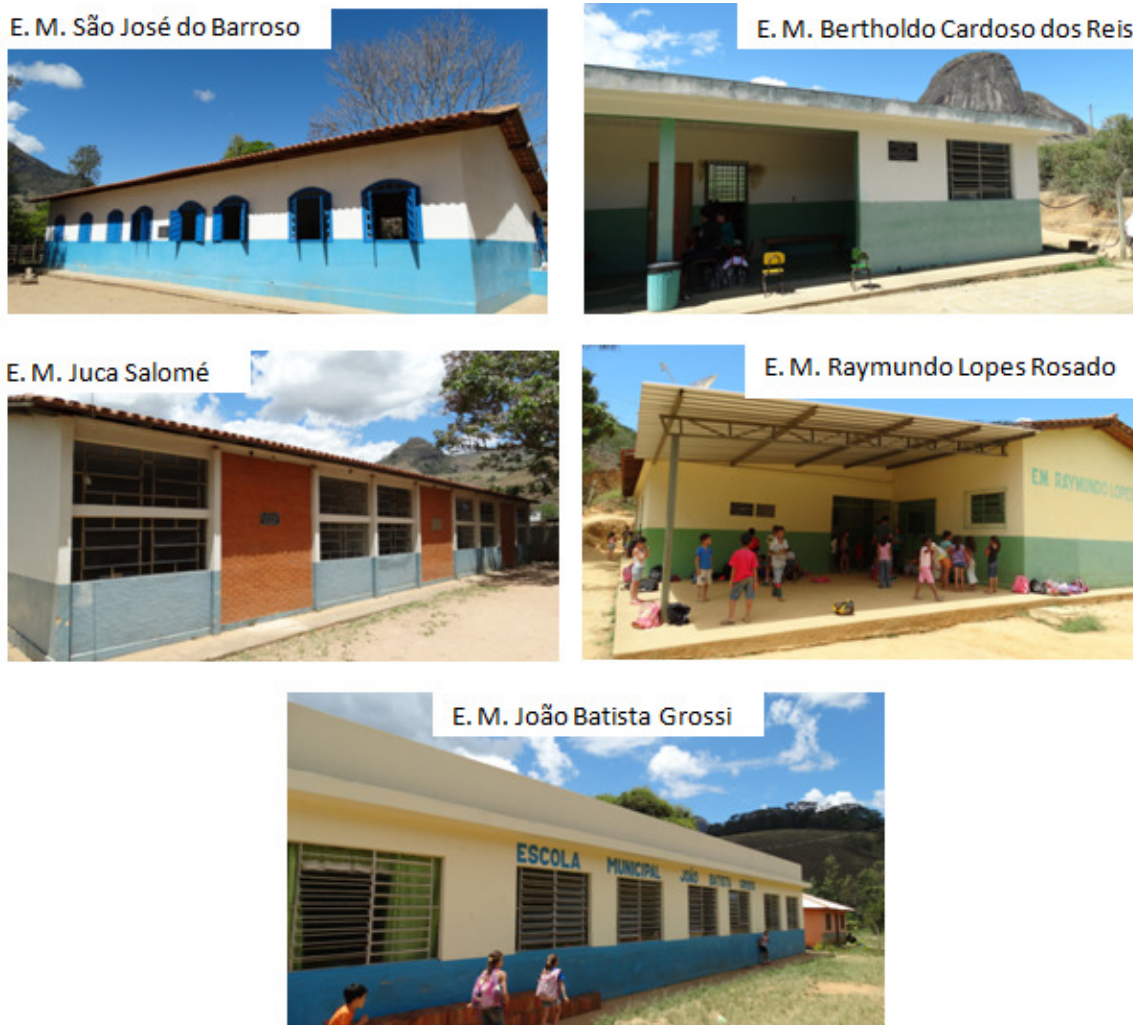 E. M. São José do Barroso
E. M. Bertholdo Cardoso dos Reis
E. M. Juca Salomé
E. M. Raymundo Lopes Rosado
EM. RAYMUNDO LOPES
E. M. João Batista Grossi
ESCOLA MUNICIPAL JOÃO BATISTA GROSSI